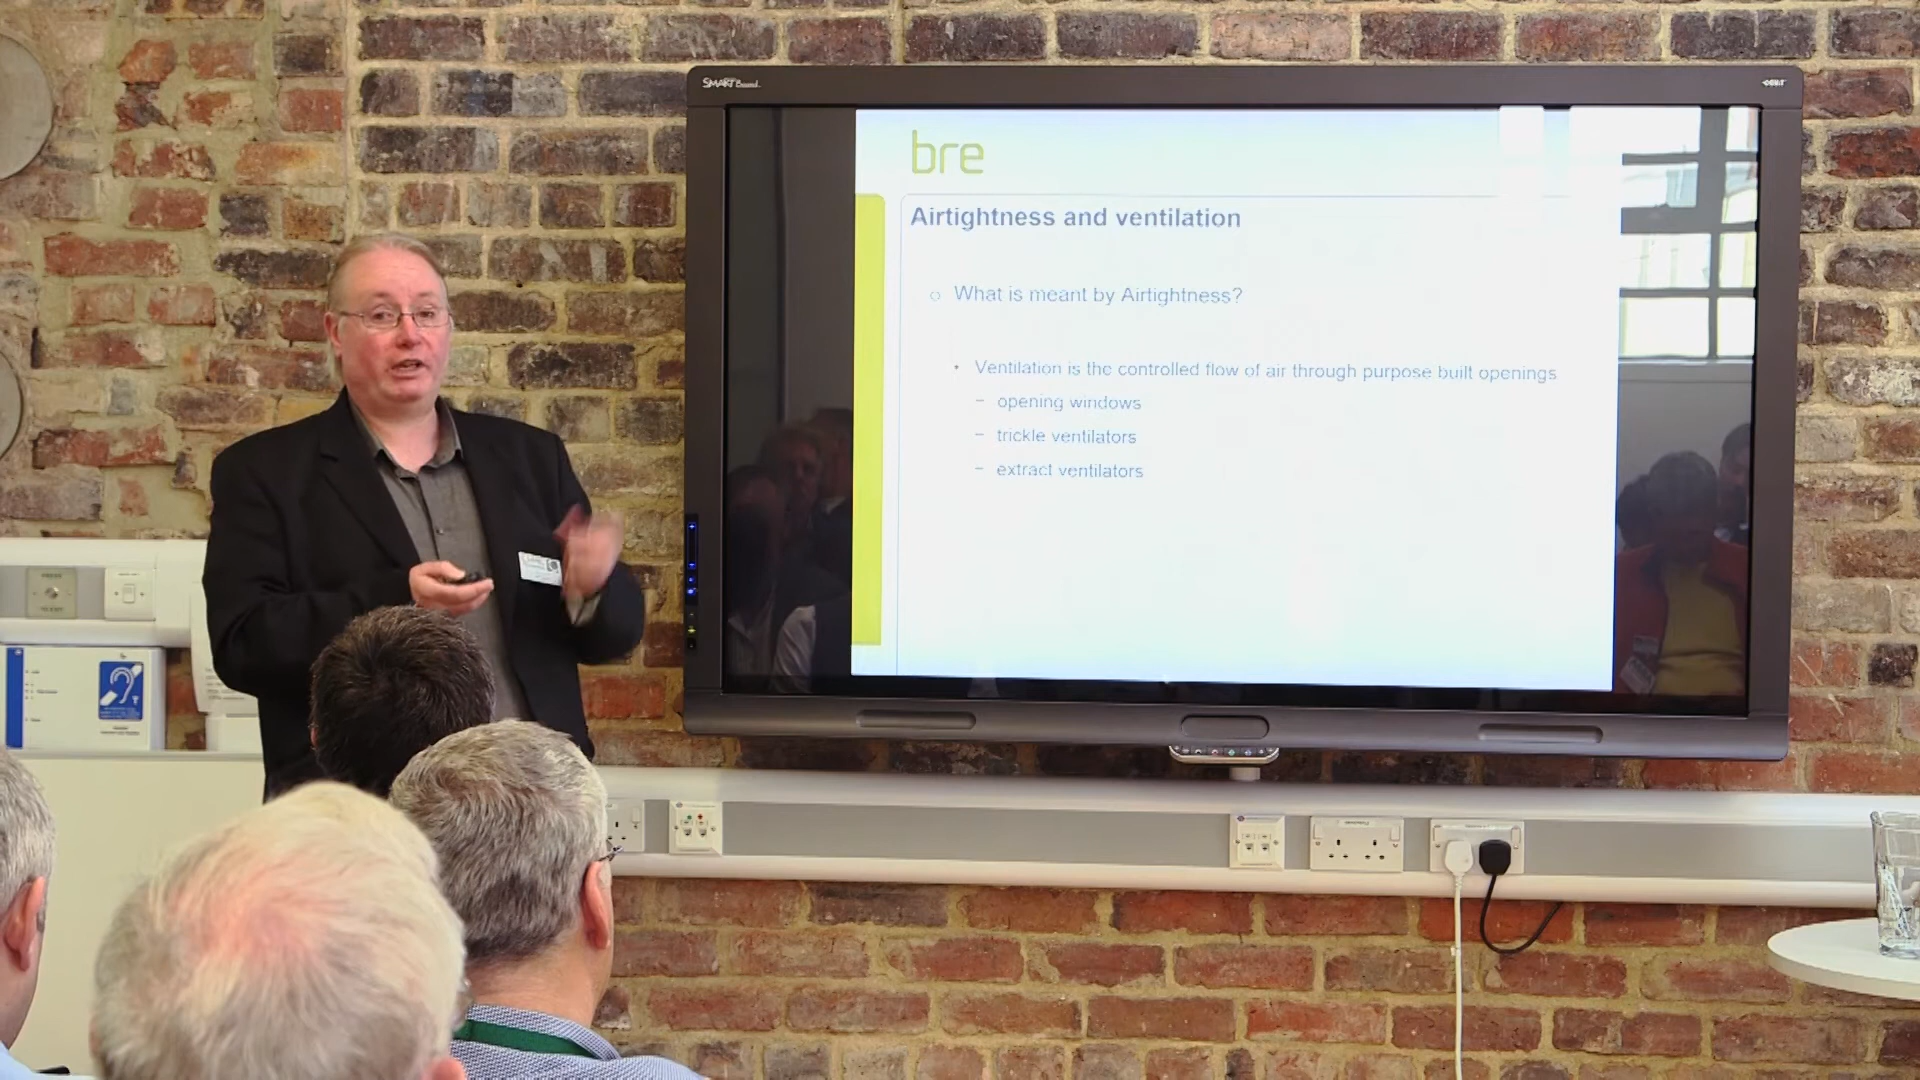 SMART Board
bre
Airtightness and ventilation
What is meant by Airtightness?
Ventilation is the controlled flow of air through purpose built openings
opening windows
trickle ventilators
extract ventilators